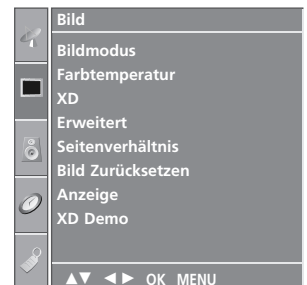 Bild
Bildmodus
Farbtemperatur
XD
Erweitert
Seitenverhältnis
Bild Zurücksetzen
Anzeige
XD Demo
▲▼ ◄► OK MENU